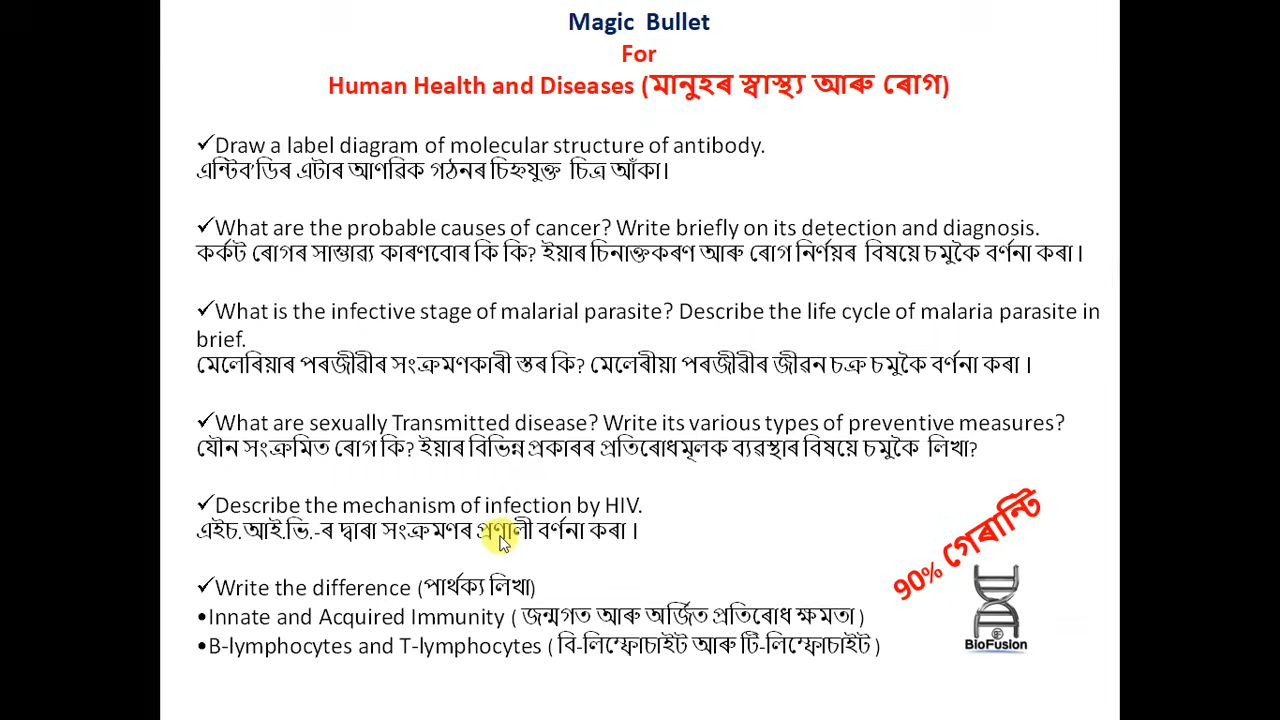 Magic Bullet
For
Human Health and Diseases (মানুহৰ স্বাস্থ্য আৰু ৰোগ)
✓Draw a label diagram of molecular structure of antibody.
এন্টিব'ডিৰ এটাৰ আণৱিক গঠনৰ চিহ্নযুক্ত চিত্ৰ আঁকা।
✓What are the probable causes of cancer? Write briefly on its detection and diagnosis.
কৰ্কট ৰোগৰ সাম্ভাৱ্য কাৰণবোৰ কি কি? ইয়াৰ চিনাক্তকৰণ আৰু ৰোগ নিৰ্ণয়ৰ বিষয়ে চমুকৈ বৰ্ণনা কৰা ।
✓What is the infective stage of malarial parasite? Describe the life cycle of malaria parasite in
brief.
মেলেৰিয়াৰ পৰজীৱীৰ সংক্ৰমণকাৰী স্তৰ কি? মেলেৰীয়া পৰজীৱীৰ জীৱন চক্ৰ চমুকৈ বৰ্ণনা কৰা ।
✓What are sexually Transmitted disease? Write its various types of preventive measures?
যৌন সংক্ৰমিত ৰোগ কি? ইয়াৰ বিভিন্ন প্ৰকাৰৰ প্ৰতিৰোধমূলক ব্যৱস্থাৰ বিষয়ে চমুকৈ লিখা?
✓Describe the mechanism of infection by HIV.
এইচ.আই.ভি.-ৰ দ্বাৰা সংক্ৰমণৰ প্ৰণালী বৰ্ণনা কৰা ।
✓Write the difference (পাৰ্থক্য লিখা)
•Innate and Acquired Immunity ( জন্মগত আৰু অৰ্জিত প্ৰতিৰোধ ক্ষমতা )
•B-lymphocytes and T-lymphocytes ( বি-লিম্ফোচাইট আৰু টি-লিম্ফোচাইট )
90% গেৰান্টি
BioFusion